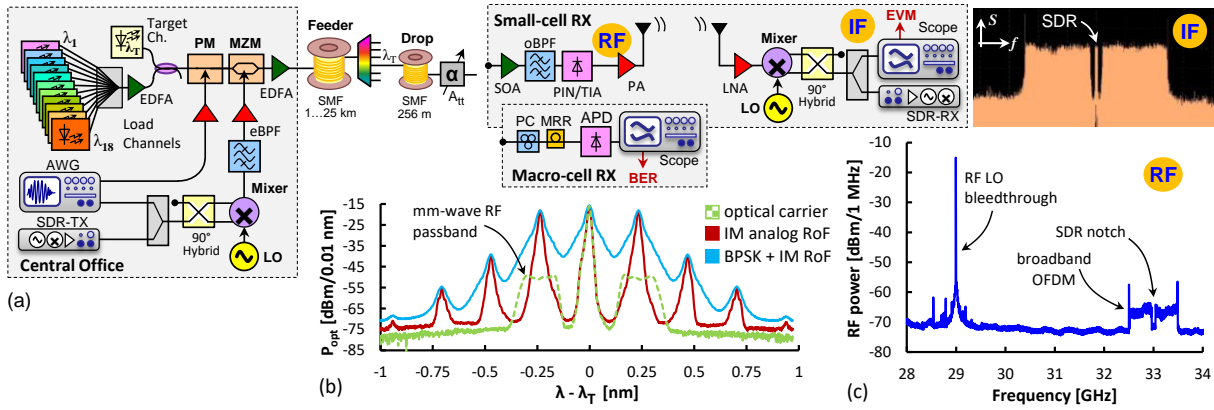 λ1
λ18
Load
Channels
EDFA
Target
Ch.
λT
PM
MZM
EDFA
eBPF
AWG
SDR-TX
90°
Hybrid
Mixer
LO
Central Office
(a)
Feeder
SMF
1…25 km
λT
Drop
SMF
256 m
α
Att
Small-cell RX
SOA
oBPF
PIN/TIA
RF
PA
LNA
Mixer
LO
90°
Hybrid
IF
EVM
Scope
SDR-RX
PC
MRR
APD
Scope
BER
Macro-cell RX
S
f
SDR
IF
mm-wave RF
passband
optical carrier
IM analog RoF
BPSK + IM RoF
Popt [dBm/0.01 nm]
-15
-25
-35
-45
-55
-65
-75
-85
-1
-0.75
-0.5
-0.25
0
0.25
0.5
0.75
1
λ - λT [nm]
(b)
RF power [dBm/1 MHz]
-10
-20
-30
-40
-50
-60
-70
-80
RF LO
bleedthrough
RF
SDR notch
broadband
OFDM
28
29
30
31
32
33
34
Frequency [GHz]
(c)